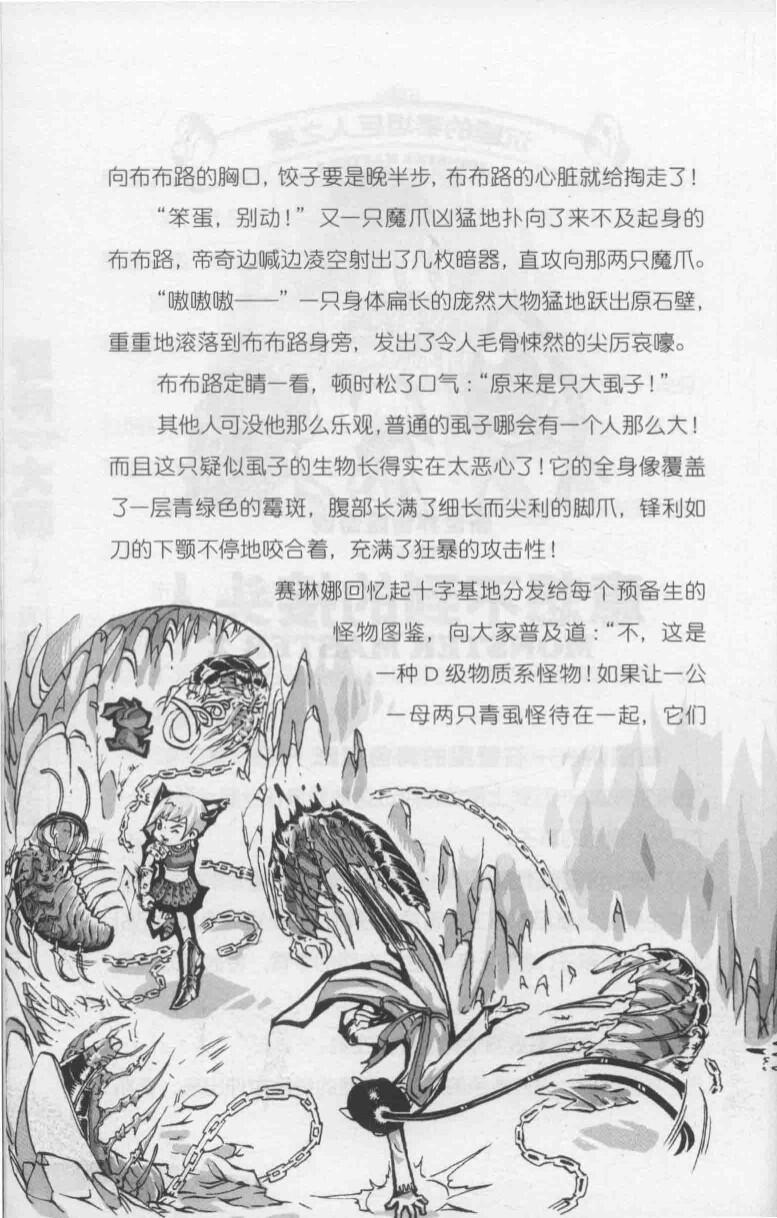 向布布路的胸口，饺子要是晚半步，布布路的心脏就给掏走了！
“笨蛋，别动！”又一只魔爪凶猛地扑向了来不及起身的
布布路，帝奇边喊边凌空射出了几枚暗器，直攻向那两只魔爪。
“嗷嗷嗷——”一只身体扁长的庞然大物猛地跃出原石壁，
重重地滚落到布布路身旁，发出了令人毛骨悚然的尖厉哀嚎。
布布路定睛一看，顿时松了口气：“原来是只大虱子！”
其他人可没他那么乐观，普通的虱子哪会有一个人那么大！
而且这只疑似虱子的生物长得实在太恶心了！它的全身像覆盖
了一层青绿色的霉斑，腹部长满了细长而尖利的脚爪，锋利如
刀的下颚不停地咬合着，充满了狂暴的攻击性！
赛琳娜回忆起十字基地分发给每个预备生的
怪物图鉴，向大家普及道：“不，这是
一种 D 级物质系怪物！如果让一公
一母两只青虱怪待在一起，它们